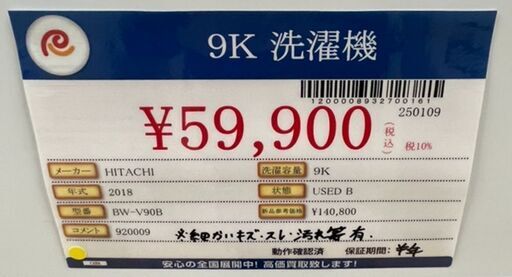 9K 洗濯機
1200008932700161
250109
¥59,900 (税込) 税10%
メーカー HITACHI 洗濯容量 9K
年式 2018 状態 USED B
型番 BW-V90B 新品参考価格 ¥140,800
コメント 920009 ※細かいキズ・スレ・汚れ等有。
動作確認済 保証期間: 半年
安心の全国展開中! 高価買取致します!